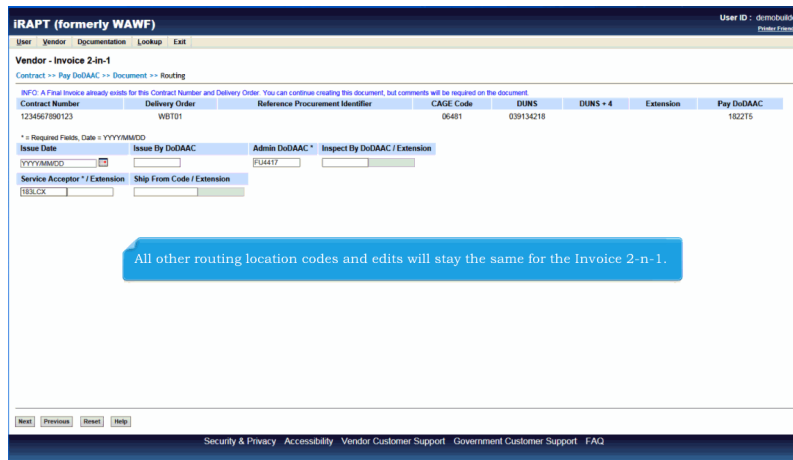 iRAPT (formerly WAWF)
User ID : demobuild
Printer Frien
User Vendor Documentation Lookup Exit
Vendor - Invoice 2-in-1
Contract >> Pay DoDAAC >> Document >> Routing
INFO: A Final Invoice already exists for this Contract Number and Delivery Order. You can continue creating this document, but comments will be required on the document.
Contract Number Delivery Order Reference Procurement Identifier CAGE Code DUNS DUNS + 4 Extension Pay DoDAAC
1234567890123 WBT01 06481 039134218 1822T5
* = Required Fields, Date = YYYY/MM/DD
Issue Date Issue By DoDAAC Admin DoDAAC * Inspect By DoDAAC / Extension
YYYY/MM/DD FU4417
Service Acceptor * / Extension Ship From Code / Extension
183LCX
All other routing location codes and edits will stay the same for the Invoice 2-n-1.
Next Previous Reset Help
Security & Privacy Accessibility Vendor Customer Support Government Customer Support FAQ